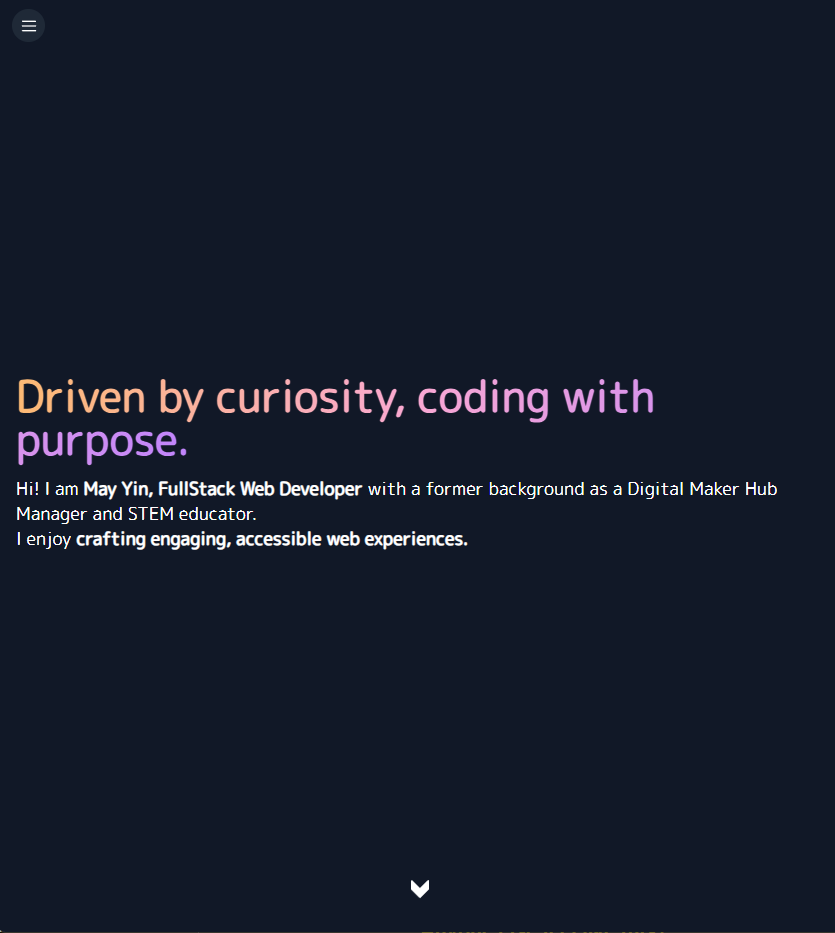 Driven by curiosity, coding with
purpose.
Hi! I am May Yin, FullStack Web Developer with a former background as a Digital Maker Hub
Manager and STEM educator.
I enjoy crafting engaging, accessible web experiences.